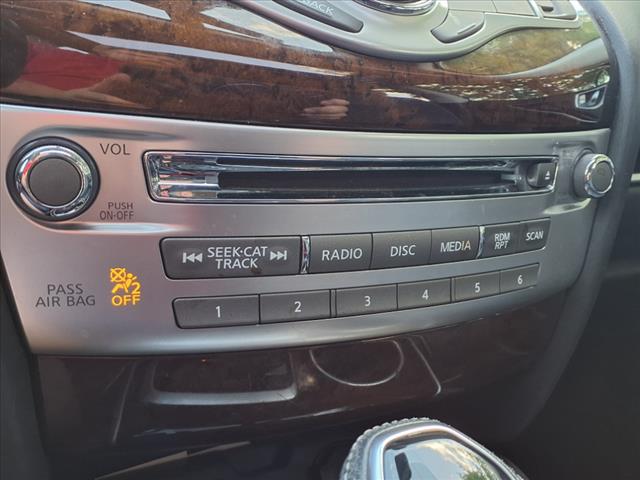 TRACK
VOL
PUSH
ON·OFF
SEEK·CAT
TRACK
RADIO
DISC
MEDIA
RDM
RPT
SCAN
PASS
AIR BAG
2
OFF
1
2
3
4
5
6